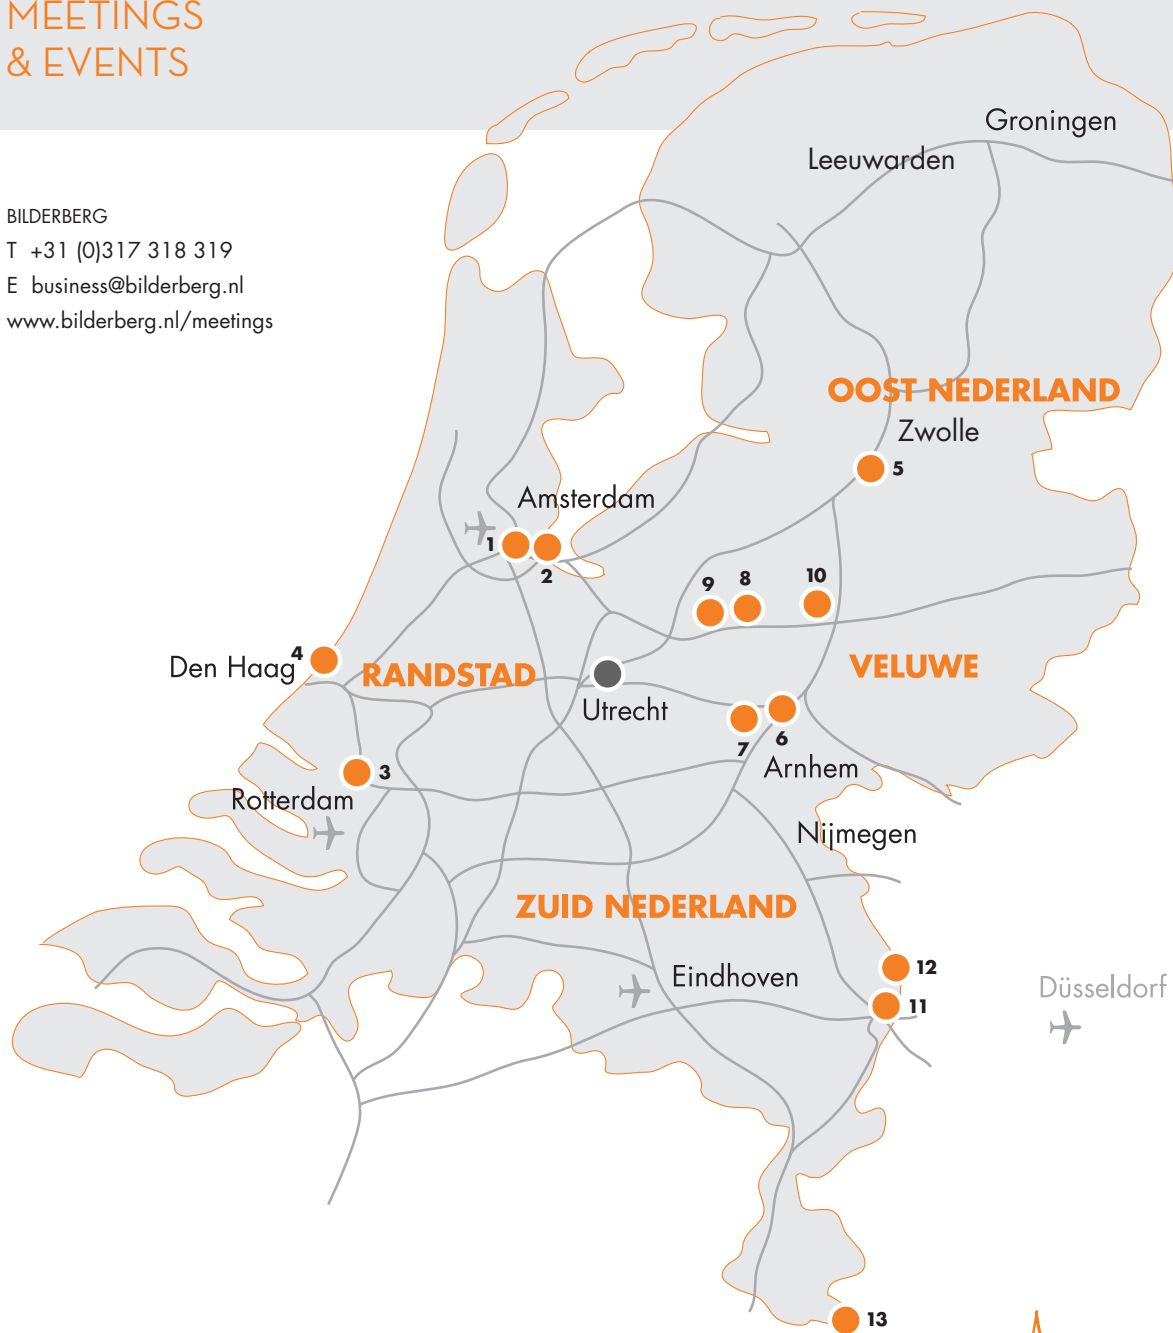 MEETINGS
& EVENTS
BILDERBERG
T +31 (0)317 318 319
E business@bilderberg.nl
www.bilderberg.nl/meetings
Groningen
Leeuwarden
OOST NEDERLAND
Zwolle
5
Amsterdam
1
2
9
8
10
Den Haag
4
RANDSTAD
VELUWE
Utrecht
7
6
Arnhem
3
Rotterdam
Nijmegen
ZUID NEDERLAND
12
Eindhoven
11
Düsseldorf
13